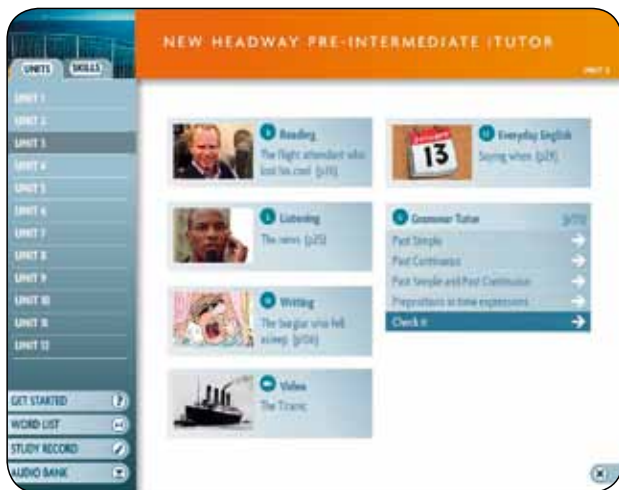 NEW HEADWAY PRE-INTERMEDIATE ITUTOR
UNIT 3
UNITS
SKILLS
UNIT 1
UNIT 2
UNIT 3
UNIT 4
UNIT 5
UNIT 6
UNIT 7
UNIT 8
UNIT 9
UNIT 10
UNIT 11
UNIT 12
GET STARTED
WORD LIST
STUDY RECORD
AUDIO BANK
Reading
The flight attendant who
lost his cool
Listening
The news (p25)
Writing
The burglar who fell
asleep (p106)
Video
The Titanic
13
Everyday English
Saying when (p29)
Grammar Tutor
Past Simple
Past Continuous
Past Simple and Past Continuous
Prepositions in time expressions
Check it